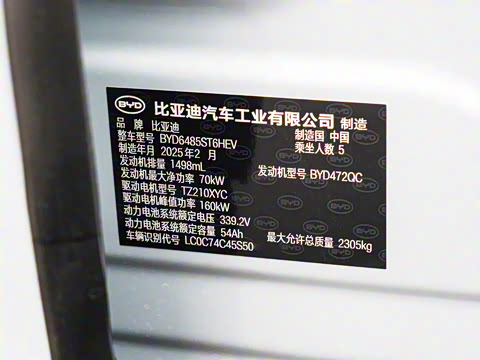 BYD 比亚迪汽车工业有限公司 制造
品 牌 比亚迪 制造国 中国
整车型号 BYD6485ST6HEV 乘坐人数 5
制造年月 2025年2 月
发动机排量 1498mL 发动机型号 BYD472QC
发动机最大净功率 70kW
驱动电机型号 TZ210XYC
驱动电机峰值功率 160kW
动力电池系统额定电压 339.2V
动力电池系统额定容量 54Ah 最大允许总质量 2305kg
车辆识别代号 LC0C74C45S50